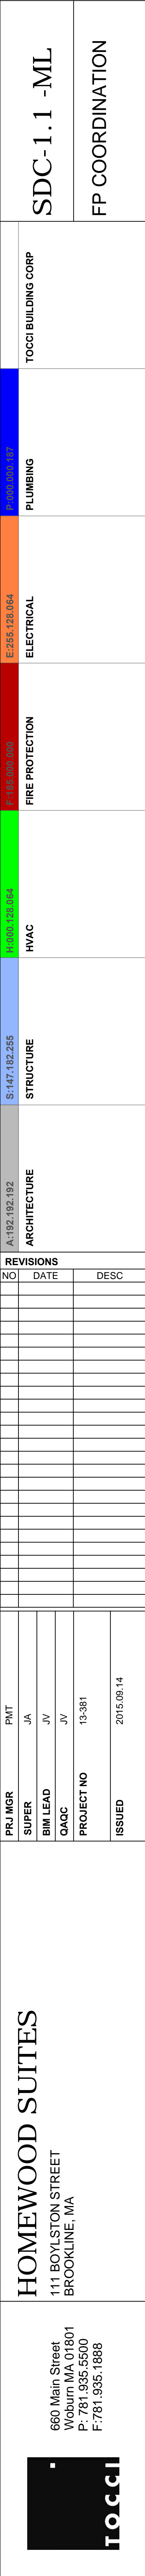 SDC-1.1 -ML
FP COORDINATION
TOCCI BUILDING CORP
P:000.000.187
PLUMBING
E:255.128.064
ELECTRICAL
F:185.000.000
FIRE PROTECTION
H:000.128.064
HVAC
S:147.182.255
STRUCTURE
A:192.192.192
ARCHITECTURE
REVISIONS
NO DATE DESC
PRJ MGR PMT
SUPER JA
BIM LEAD JV
QAQC JV
PROJECT NO 13-381
ISSUED 2015.09.14
HOMEWOOD SUITES
111 BOYLSTON STREET
BROOKLINE, MA
660 Main Street
Woburn MA 01801
P: 781.935.5500
F:781.935.1888
TOCCI